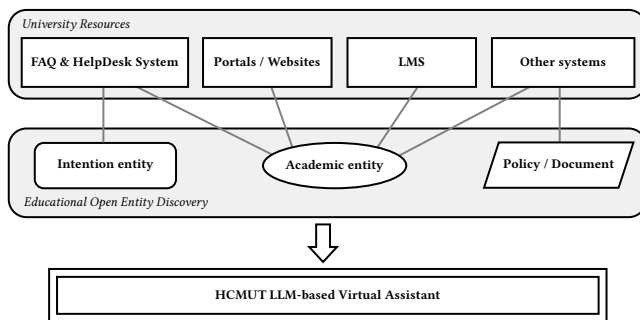 University Resources
FAQ & HelpDesk System
Portals / Websites
LMS
Other systems
Intention entity
Academic entity
Policy / Document
Educational Open Entity Discovery
HCMUT LLM-based Virtual Assistant